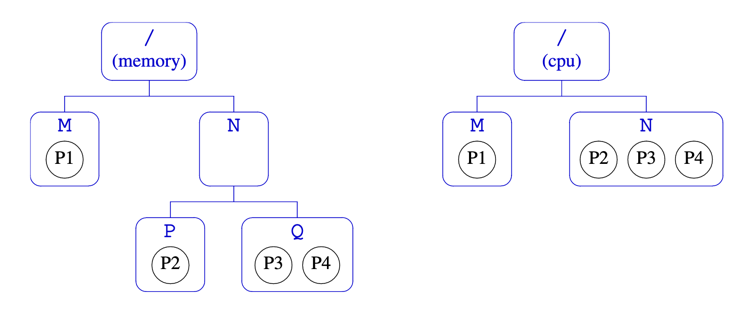 /
(memory)
M
P1
N
P
P2
Q
P3 P4
/
(cpu)
M
P1
N
P2 P3 P4